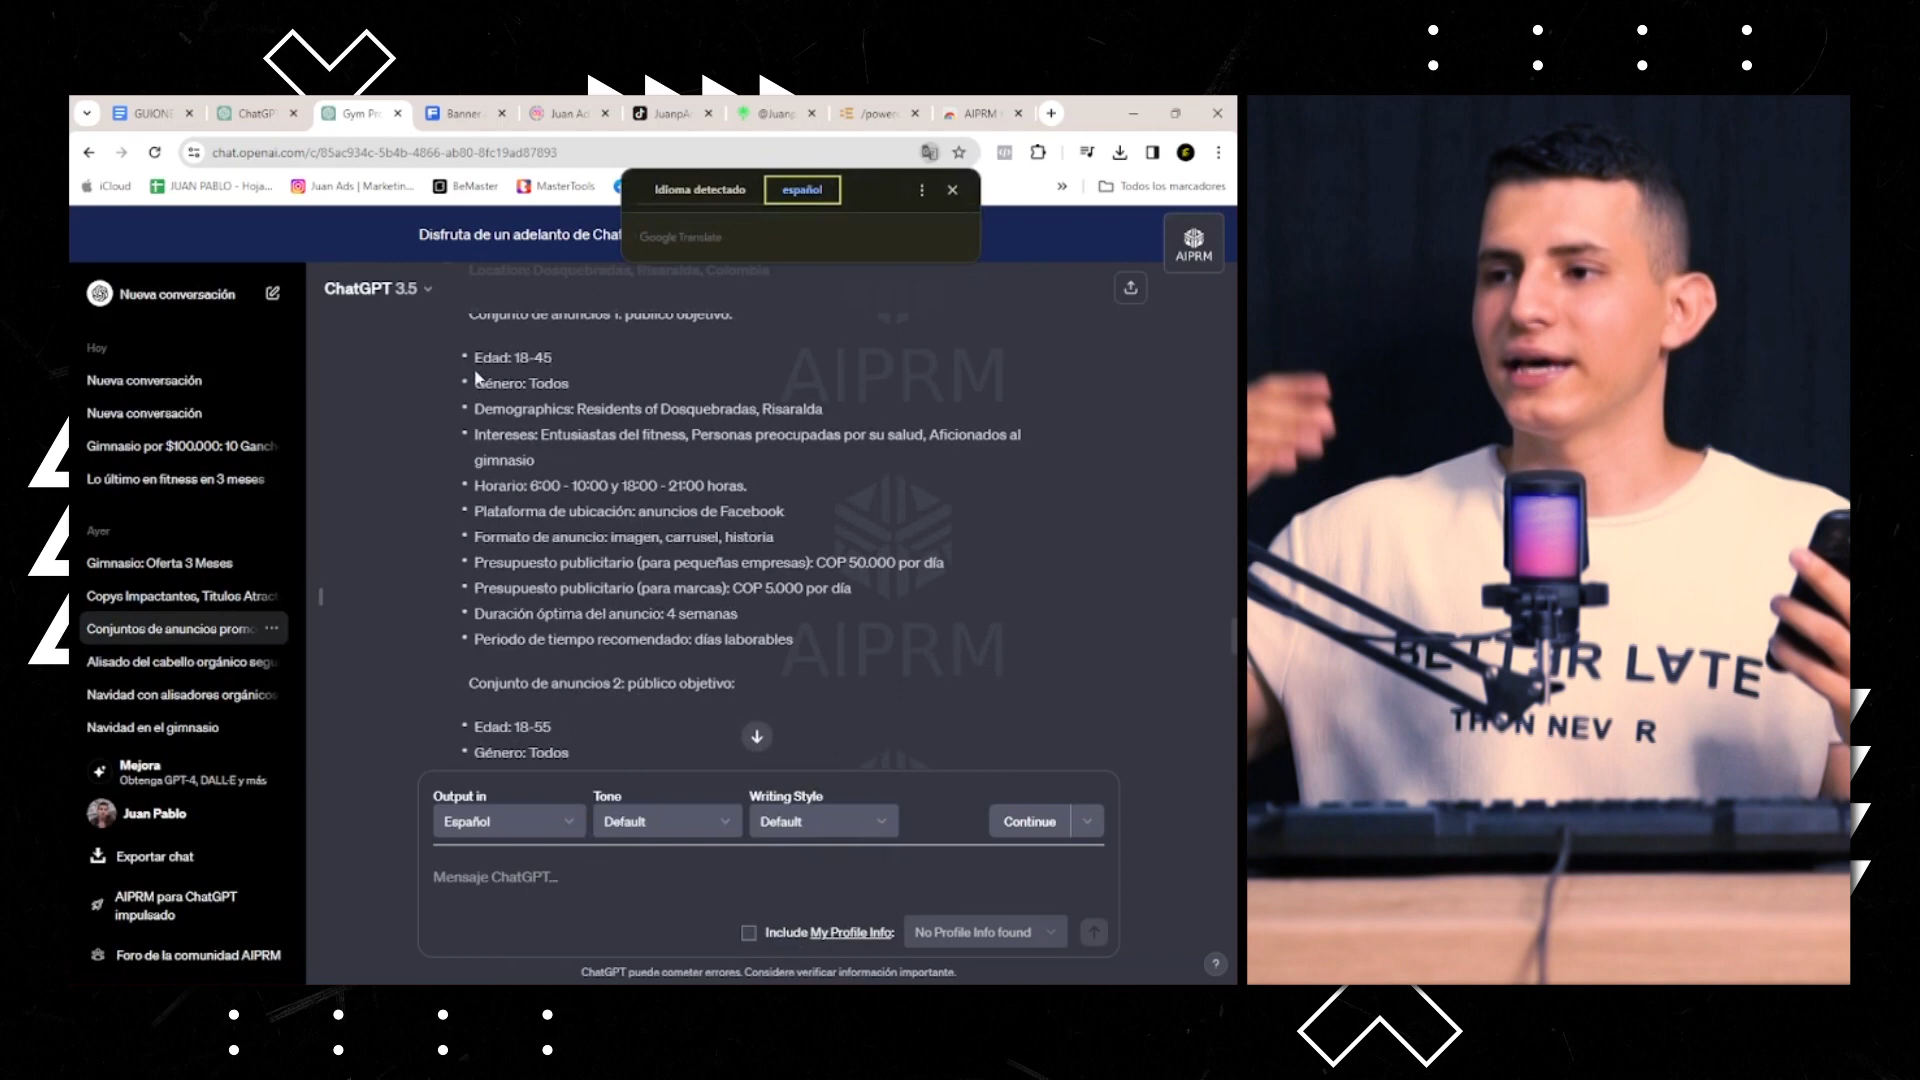 GUION
ChatGP
Gym Pr
Banner
Juan Ad
JuanpA
@Juanp
/power
AIPRM
chat.openai.com/c/85ac934c-5b4b-4866-ab80-8fc19ad87893
iCloud
JUAN PABLO - Hoja...
Juan Ads | Marketin...
BeMaster
MasterTools
Todos los marcadores
Idioma detectado
español
Google Translate
Disfruta de un adelanto de Chat
AIPRM
Nueva conversación
Hoy
Nueva conversación
Nueva conversación
Gimnasio por $100.000: 10 Ganch
Lo último en fitness en 3 meses
Ayer
Gimnasio: Oferta 3 Meses
Copys Impactantes, Titulos Atract
Conjuntos de anuncios promo ...
Alisado del cabello orgánico segu
Navidad con alisadores orgánicos
Navidad en el gimnasio
Mejora
Obtenga GPT-4, DALL·E y más
Juan Pablo
Exportar chat
AIPRM para ChatGPT
impulsado
Foro de la comunidad AIPRM
ChatGPT 3.5
Location: Dosquebradas, Risaralda, Colombia
Conjunto de anuncios 1: público objetivo:
• Edad: 18-45
• Género: Todos
• Demographics: Residents of Dosquebradas, Risaralda
• Intereses: Entusiastas del fitness, Personas preocupadas por su salud, Aficionados al
gimnasio
• Horario: 6:00 - 10:00 y 18:00 - 21:00 horas.
• Plataforma de ubicación: anuncios de Facebook
• Formato de anuncio: imagen, carrusel, historia
• Presupuesto publicitario (para pequeñas empresas): COP 50.000 por día
• Presupuesto publicitario (para marcas): COP 5.000 por día
• Duración óptima del anuncio: 4 semanas
• Periodo de tiempo recomendado: días laborables
Conjunto de anuncios 2: público objetivo:
• Edad: 18-55
• Género: Todos
AIPRM
AIPRM
Output in
Tone
Writing Style
Español
Default
Default
Continue
Mensaje ChatGPT...
Include My Profile Info:
No Profile Info found
ChatGPT puede cometer errores. Considere verificar información importante.
?
BETTER LATE
THAN NEV R